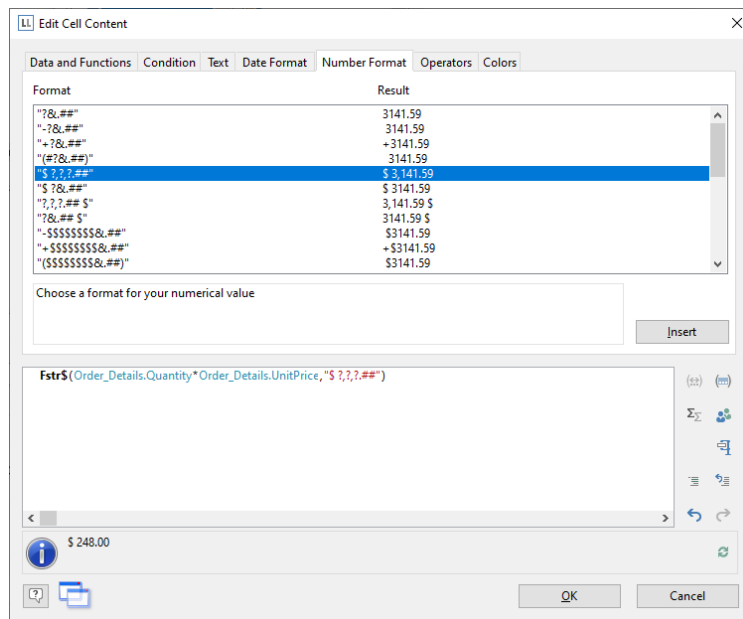 LL Edit Cell Content
Data and Functions Condition Text Date Format Number Format Operators Colors
Format Result
"?&.##" 3141.59
"-?&.##" 3141.59
"+?&.##" +3141.59
"(#?&.##)" 3141.59
"$ ?,?,?.##" $ 3,141.59
"$ ?&.##" $ 3141.59
"?,?,?.## $" 3,141.59 $
"?&.## $" 3141.59 $
"-$$$$$$$$&.##" $3141.59
"+$$$$$$$$&.##" +$3141.59
"($$$$$$$$&.##)" $3141.59
Choose a format for your numerical value
Insert
Fstr$(Order_Details.Quantity*Order_Details.UnitPrice,"$ ?,?,?.##")
$ 248.00
OK Cancel